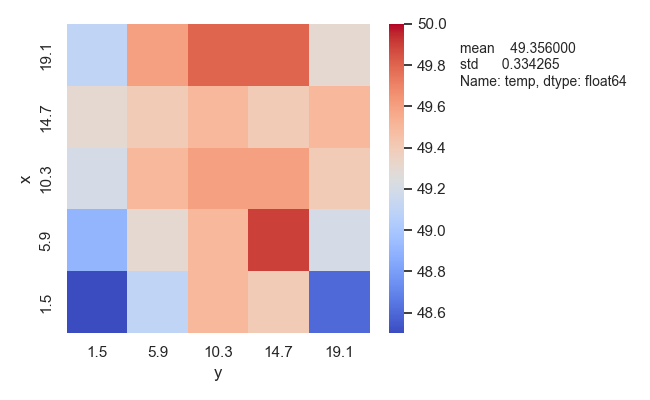 50.0
49.8
49.6
49.4
49.2
49.0
48.8
48.6
mean 49.356000
std 0.334265
Name: temp, dtype: float64
x
19.1
14.7
10.3
5.9
1.5
1.5 5.9 10.3 14.7 19.1
y